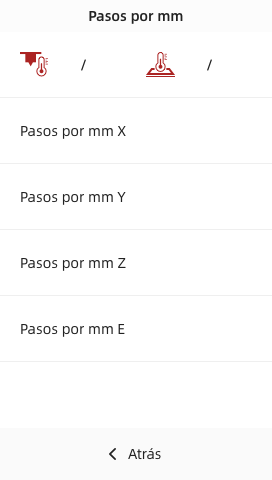 Pasos por mm
/ /
Pasos por mm X
Pasos por mm Y
Pasos por mm Z
Pasos por mm E
Atrás